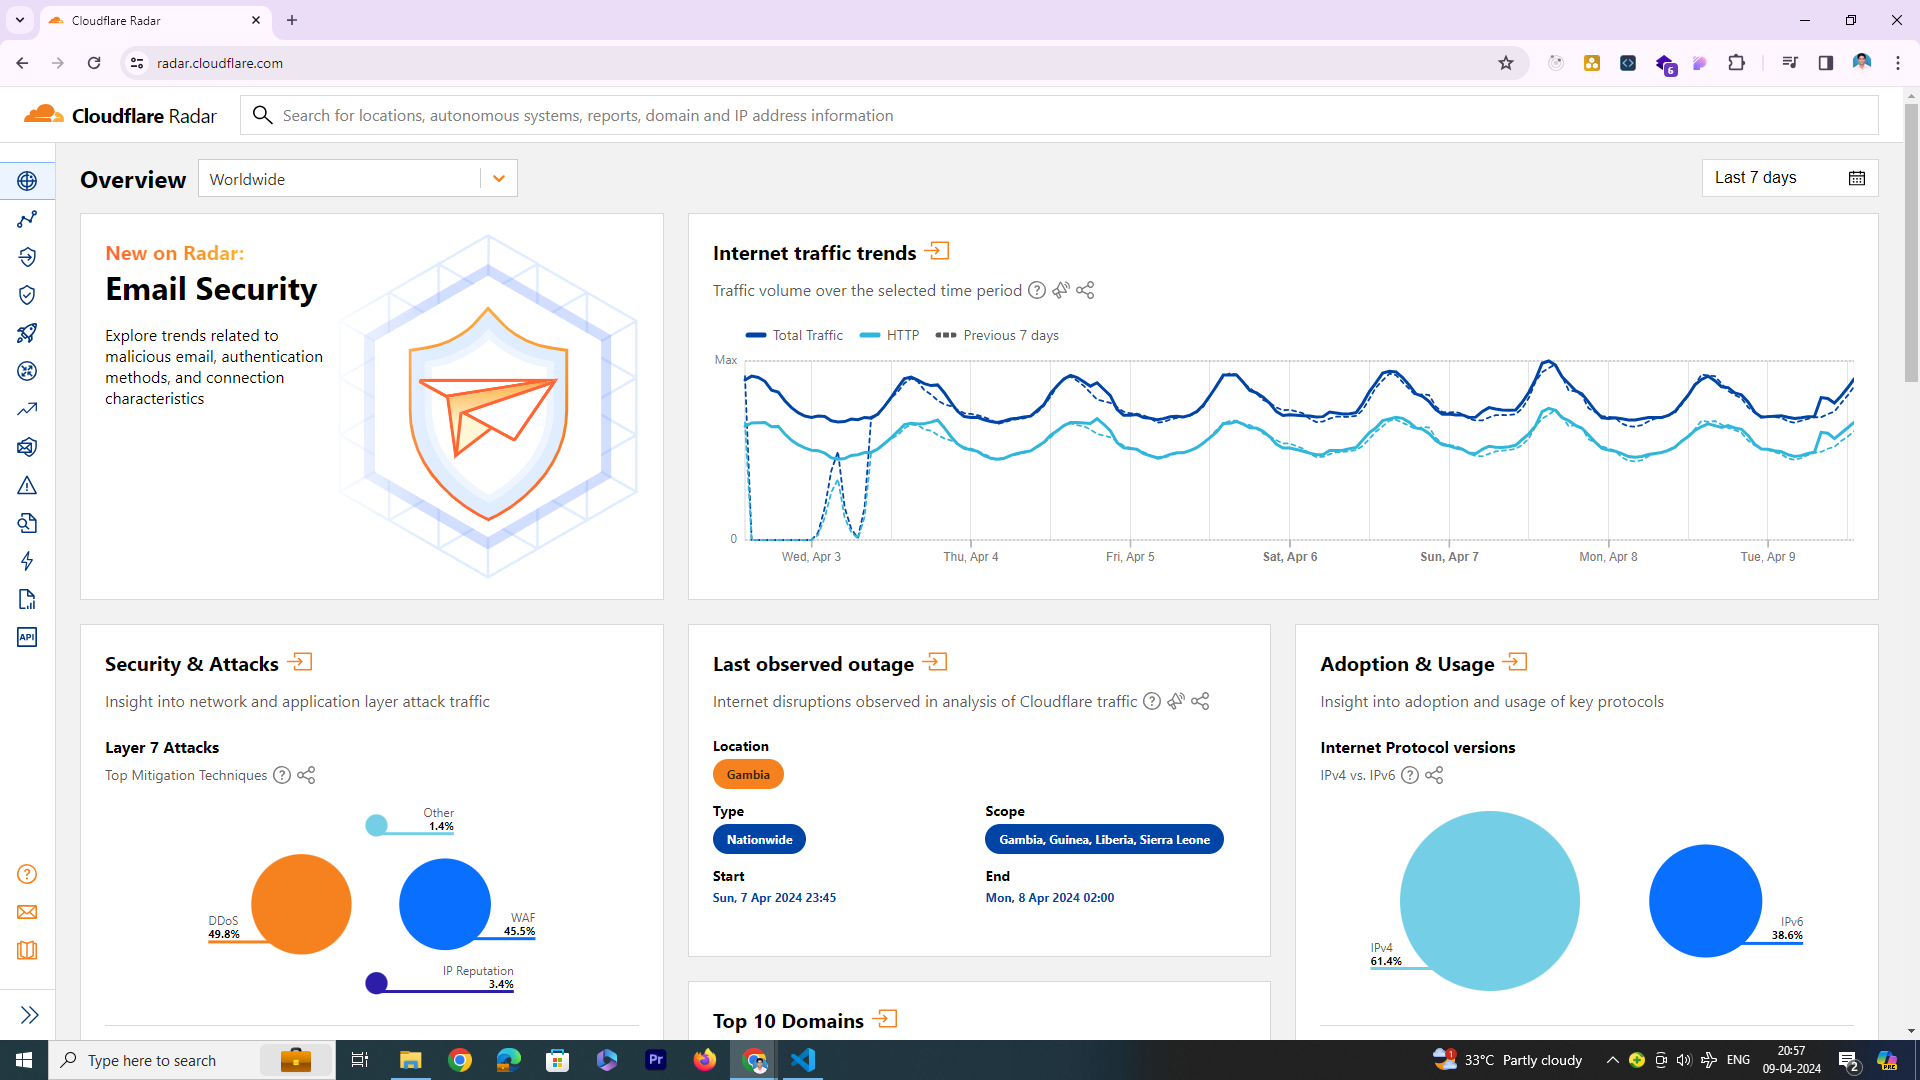 Cloudflare Radar
radar.cloudflare.com
6
Cloudflare Radar
Search for locations, autonomous systems, reports, domain and IP address information
Overview
Worldwide
Last 7 days
New on Radar:
Email Security
Explore trends related to
malicious email, authentication
methods, and connection
characteristics
Internet traffic trends
Traffic volume over the selected time period
Total Traffic
HTTP
Previous 7 days
Max
0
Wed, Apr 3
Thu, Apr 4
Fri, Apr 5
Sat, Apr 6
Sun, Apr 7
Mon, Apr 8
Tue, Apr 9
API
Security & Attacks
Insight into network and application layer attack traffic
Layer 7 Attacks
Top Mitigation Techniques
Other
1.4%
DDoS
49.8%
WAF
45.5%
IP Reputation
3.4%
Last observed outage
Internet disruptions observed in analysis of Cloudflare traffic
Location
Gambia
Type
Nationwide
Scope
Gambia, Guinea, Liberia, Sierra Leone
Start
Sun, 7 Apr 2024 23:45
End
Mon, 8 Apr 2024 02:00
Top 10 Domains
Adoption & Usage
Insight into adoption and usage of key protocols
Internet Protocol versions
IPv4 vs. IPv6
IPv4
61.4%
IPv6
38.6%
Type here to search
Pr
1
33°C Partly cloudy
ENG
20:57
09-04-2024
2
PRE